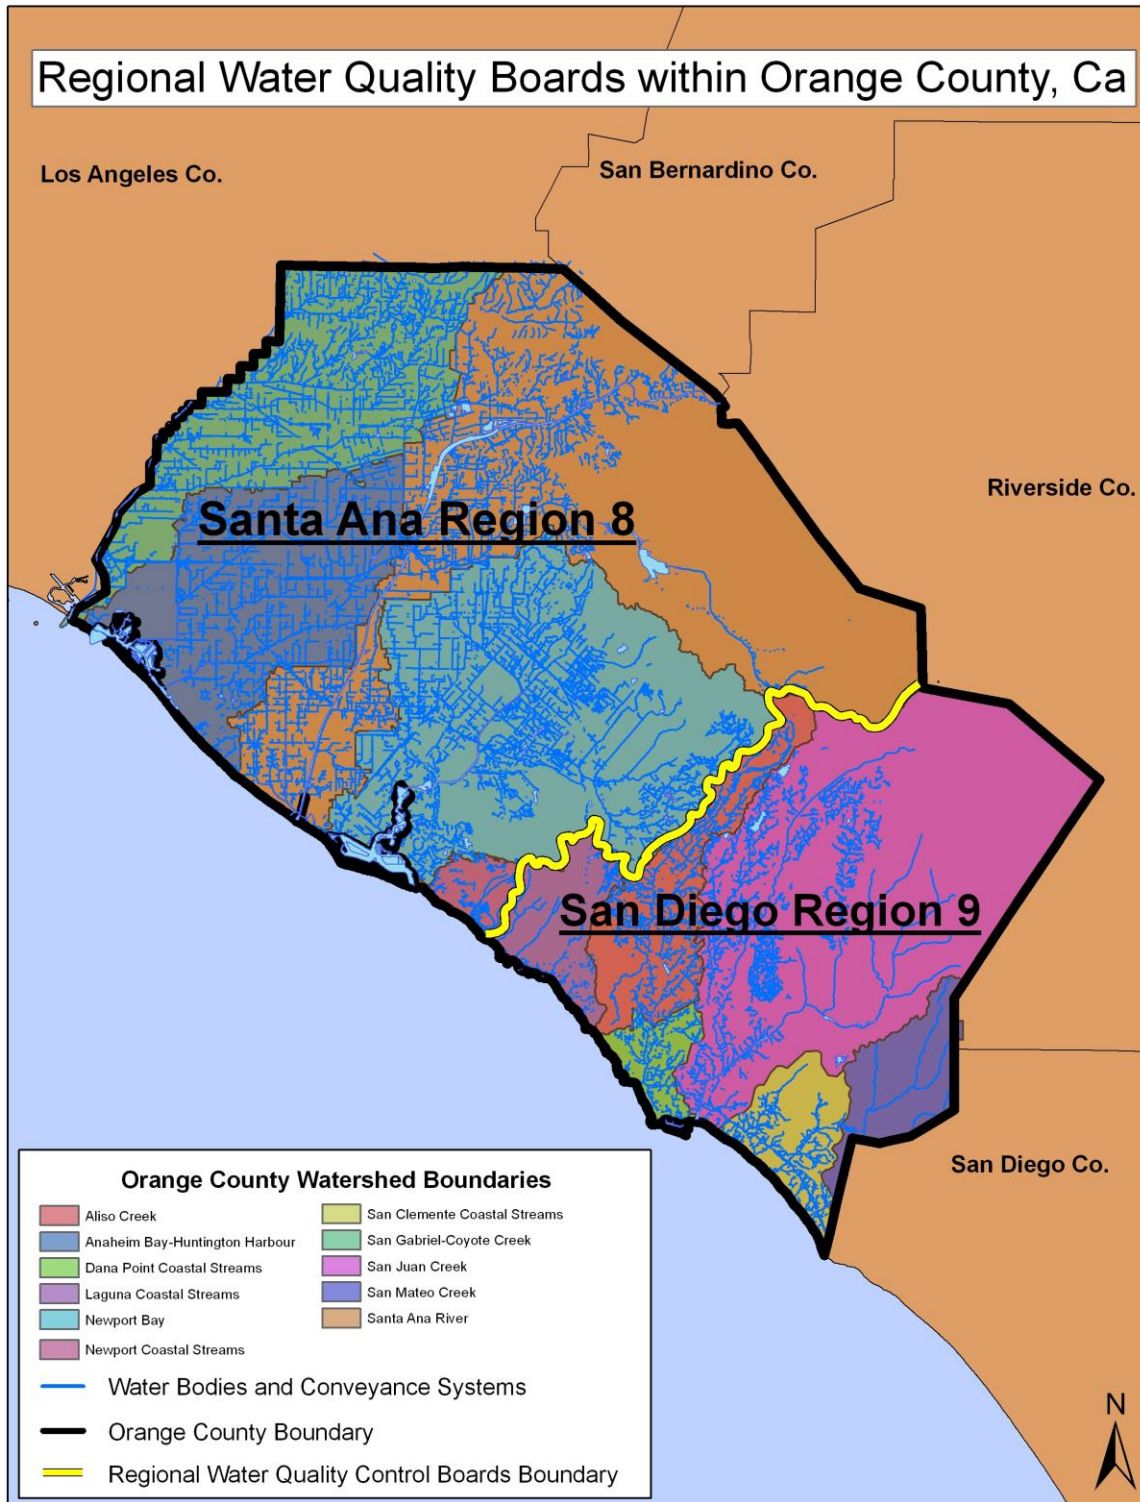 Regional Water Quality Boards within Orange County, Ca
Los Angeles Co.
San Bernardino Co.
Riverside Co.
Santa Ana Region 8
San Diego Region 9
San Diego Co.
Orange County Watershed Boundaries
Aliso Creek
Anaheim Bay-Huntington Harbour
Dana Point Coastal Streams
Laguna Coastal Streams
Newport Bay
Newport Coastal Streams
San Clemente Coastal Streams
San Gabriel-Coyote Creek
San Juan Creek
San Mateo Creek
Santa Ana River
Water Bodies and Conveyance Systems
Orange County Boundary
Regional Water Quality Control Boards Boundary
N